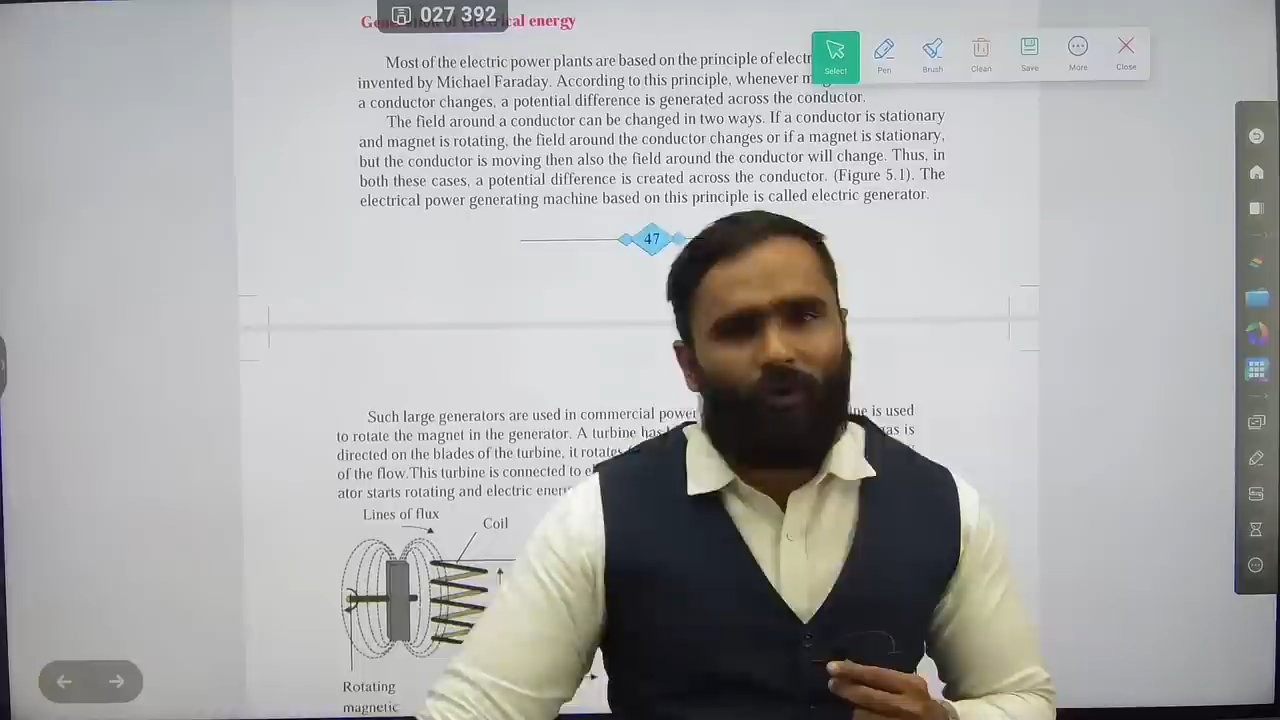 027 392
Generation of electrical energy
Select
Pen
Brush
Clean
Save
More
Close
Most of the electric power plants are based on the principle of electr
invented by Michael Faraday. According to this principle, whenever
a conductor changes, a potential difference is generated across the conductor.
The field around a conductor can be changed in two ways. If a conductor is stationary
and magnet is rotating, the field around the conductor changes or if a magnet is stationary,
but the conductor is moving then also the field around the conductor will change. Thus, in
both these cases, a potential difference is created across the conductor. (Figure 5.1). The
electrical power generating machine based on this principle is called electric generator.
47
Such large generators are used in commercial power is used
to rotate the magnet in the generator. A turbine has gas is
directed on the blades of the turbine, it rotates
of the flow.This turbine is connected to
ator starts rotating and electric
Lines of flux
Coil
Rotating
magnetic